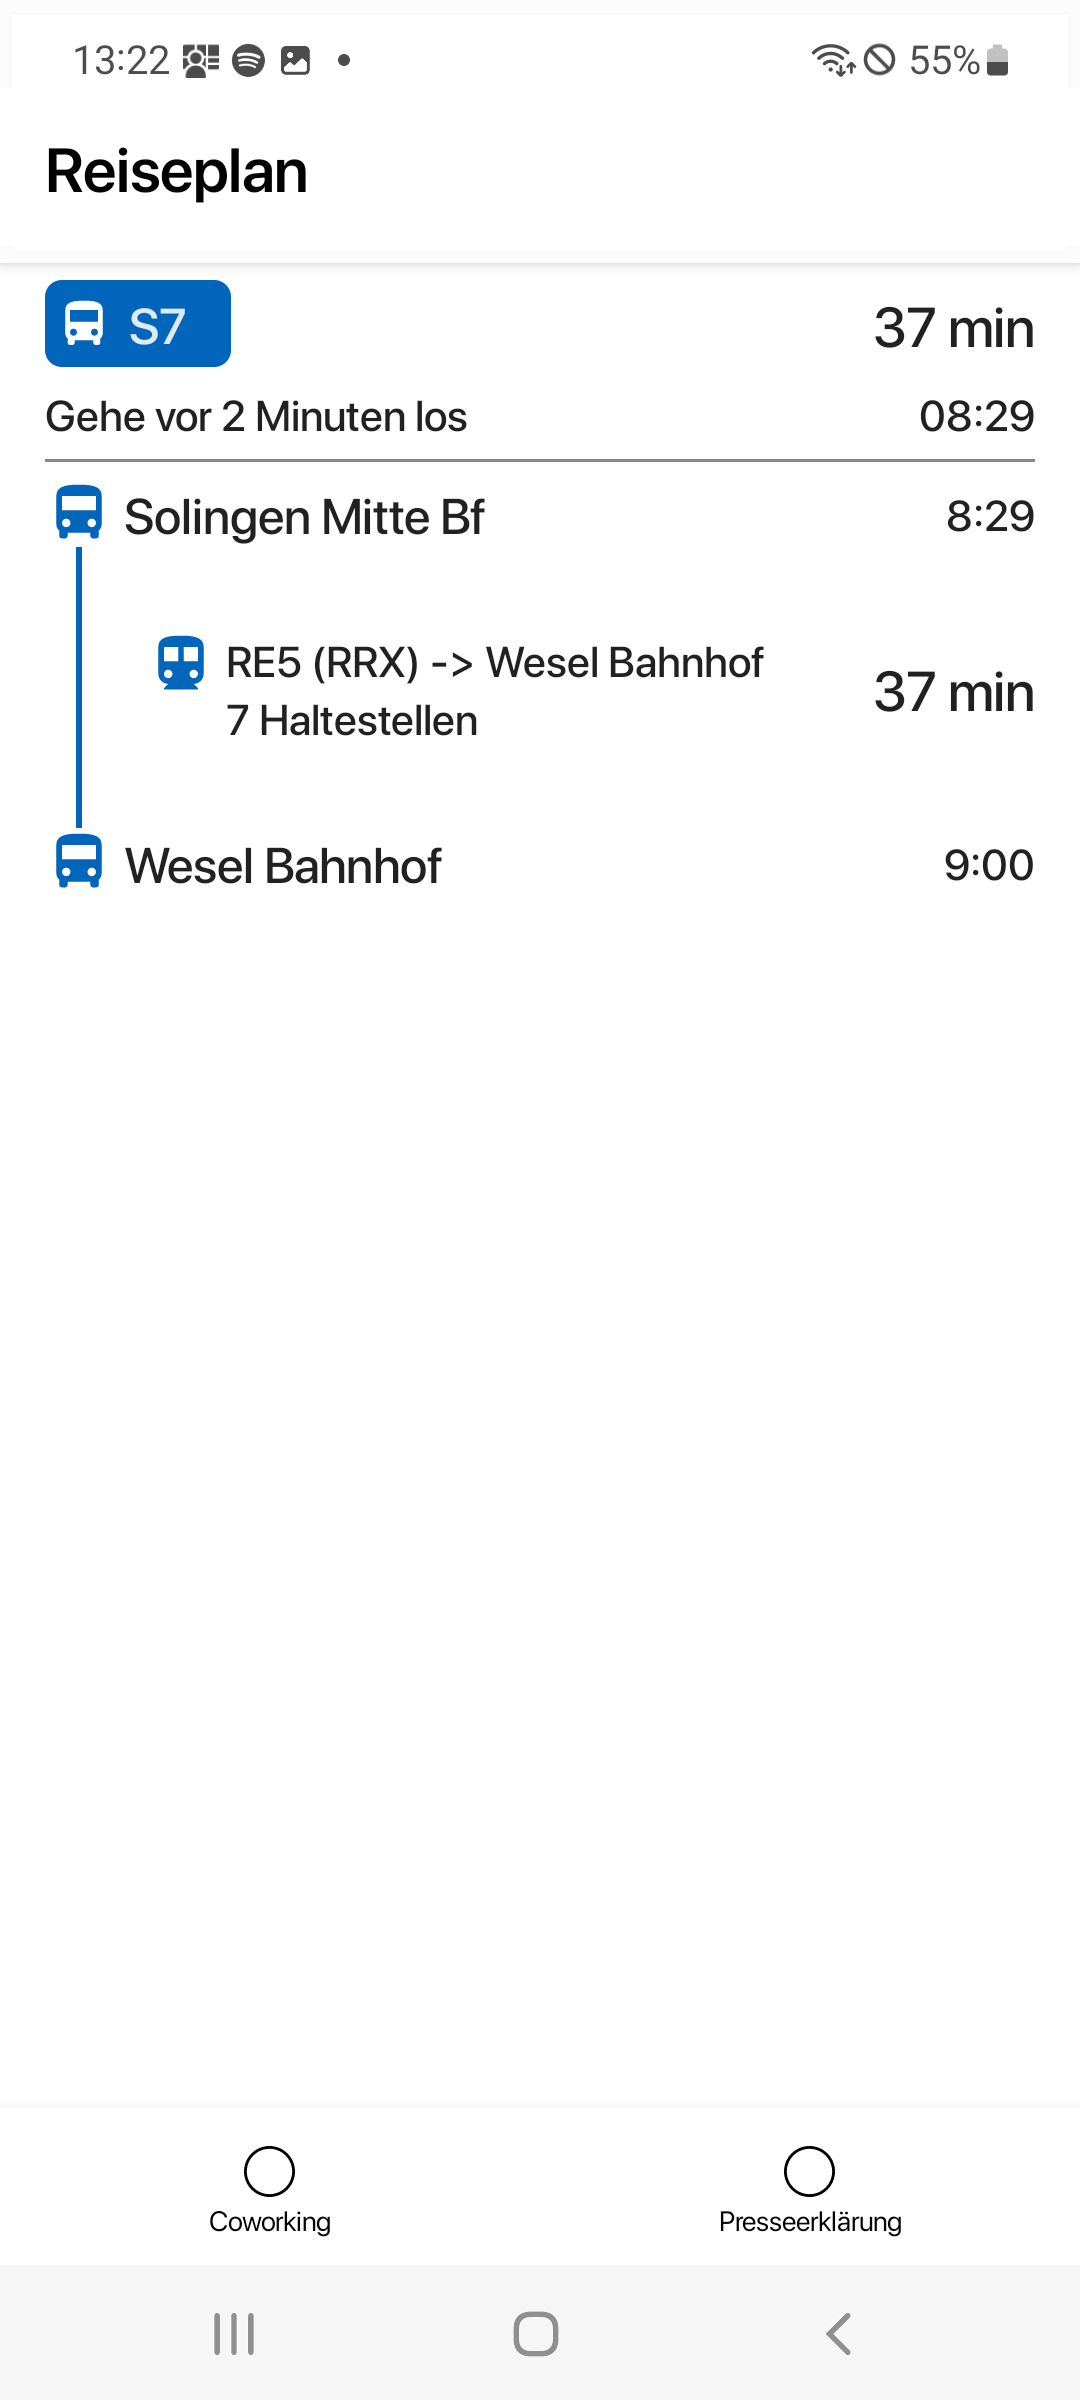 13:22
55%
Reiseplan
S7
37 min
Gehe vor 2 Minuten los
08:29
Solingen Mitte Bf
8:29
RE5 (RRX) -> Wesel Bahnhof
7 Haltestellen
37 min
Wesel Bahnhof
9:00
Coworking
Presseerklärung